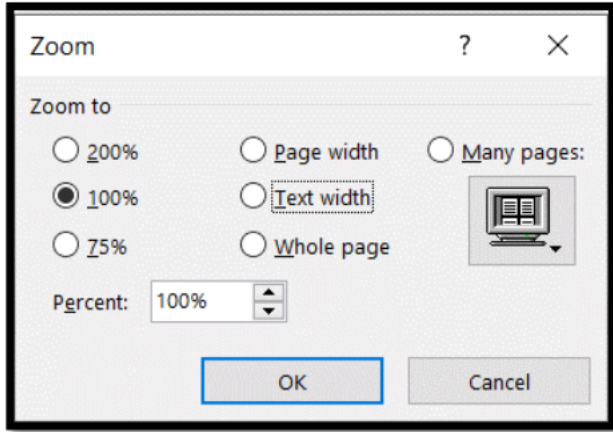 Zoom ? ×
Zoom to
200% Page width Many pages:
100% Text width
75% Whole page
Percent: 100%
OK Cancel